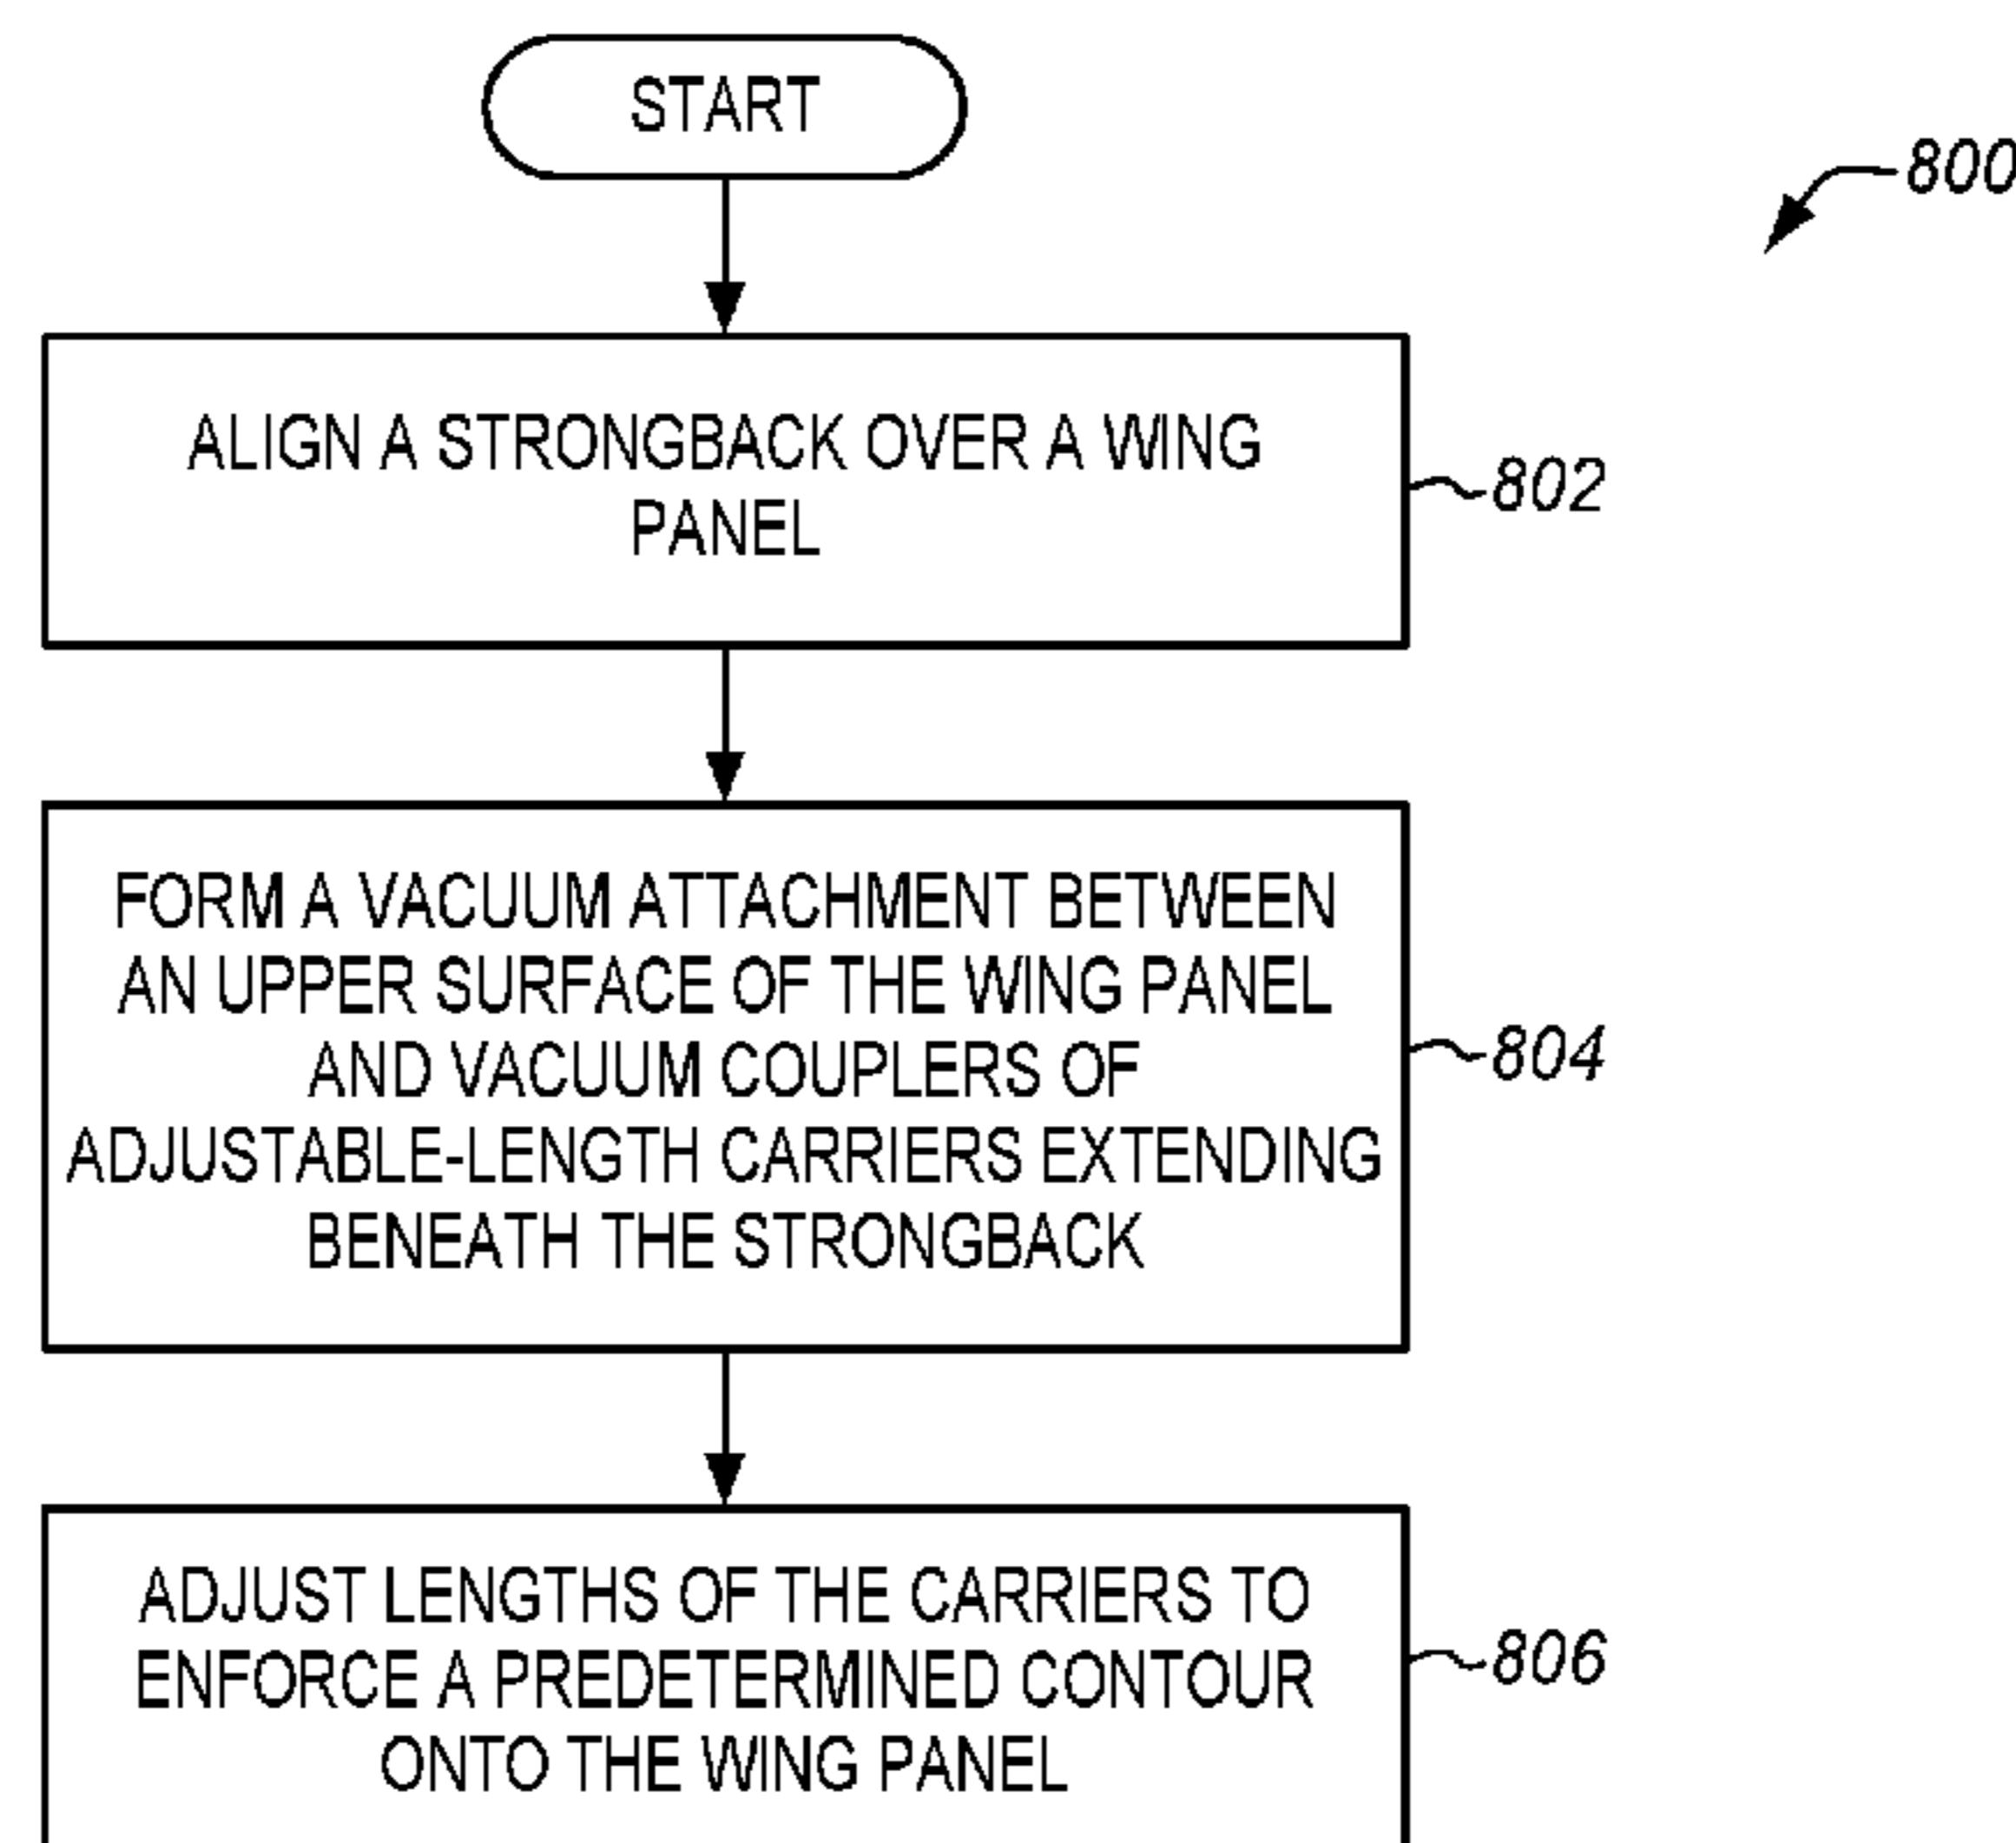 START
800
ALIGN A STRONGBACK OVER A WING
PANEL
802
FORM A VACUUM ATTACHMENT BETWEEN
AN UPPER SURFACE OF THE WING PANEL
AND VACUUM COUPLERS OF
ADJUSTABLE-LENGTH CARRIERS EXTENDING
BENEATH THE STRONGBACK
804
ADJUST LENGTHS OF THE CARRIERS TO
ENFORCE A PREDETERMINED CONTOUR
ONTO THE WING PANEL
806